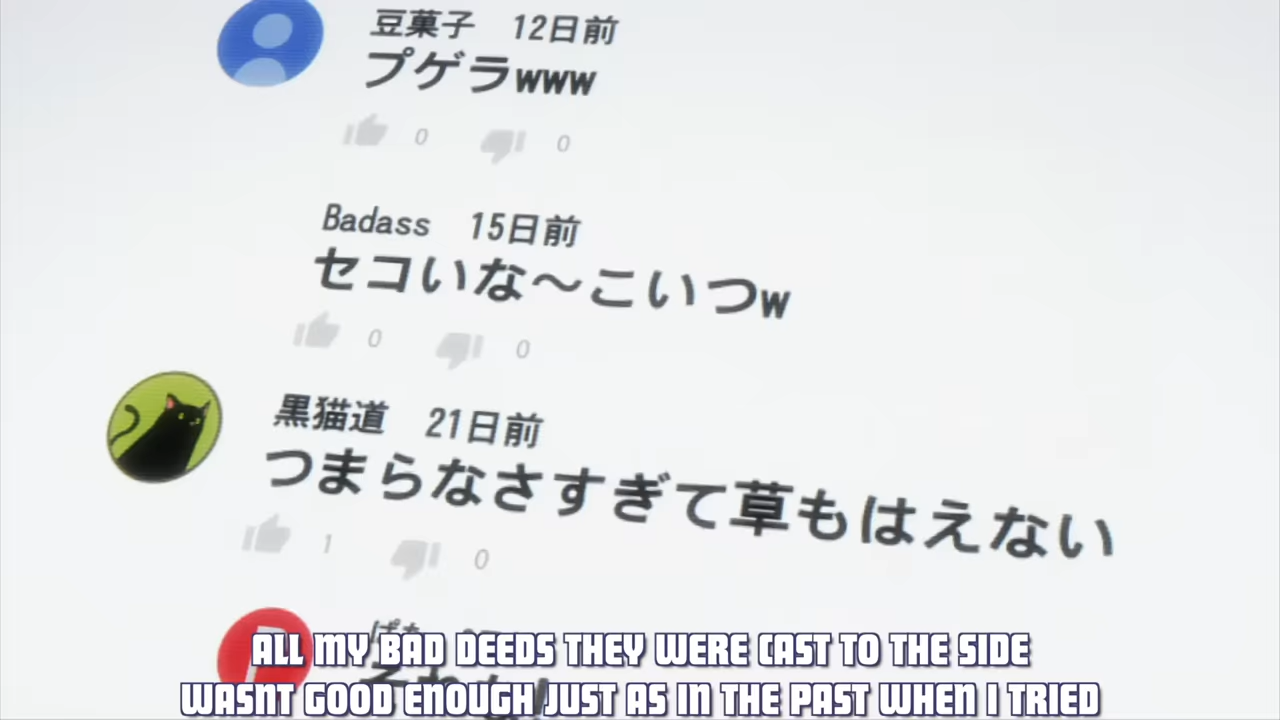 豆菓子 12日前
プゲラwww
0 0
Badass 15日前
セコいな～こいつw
0 0
黒猫道 21日前
つまらなさすぎて草もはえない
1 0
ALL MY BAD DEEDS THEY WERE CAST TO THE SIDE
WASNT GOOD ENOUGH JUST AS IN THE PAST WHEN I TRIED